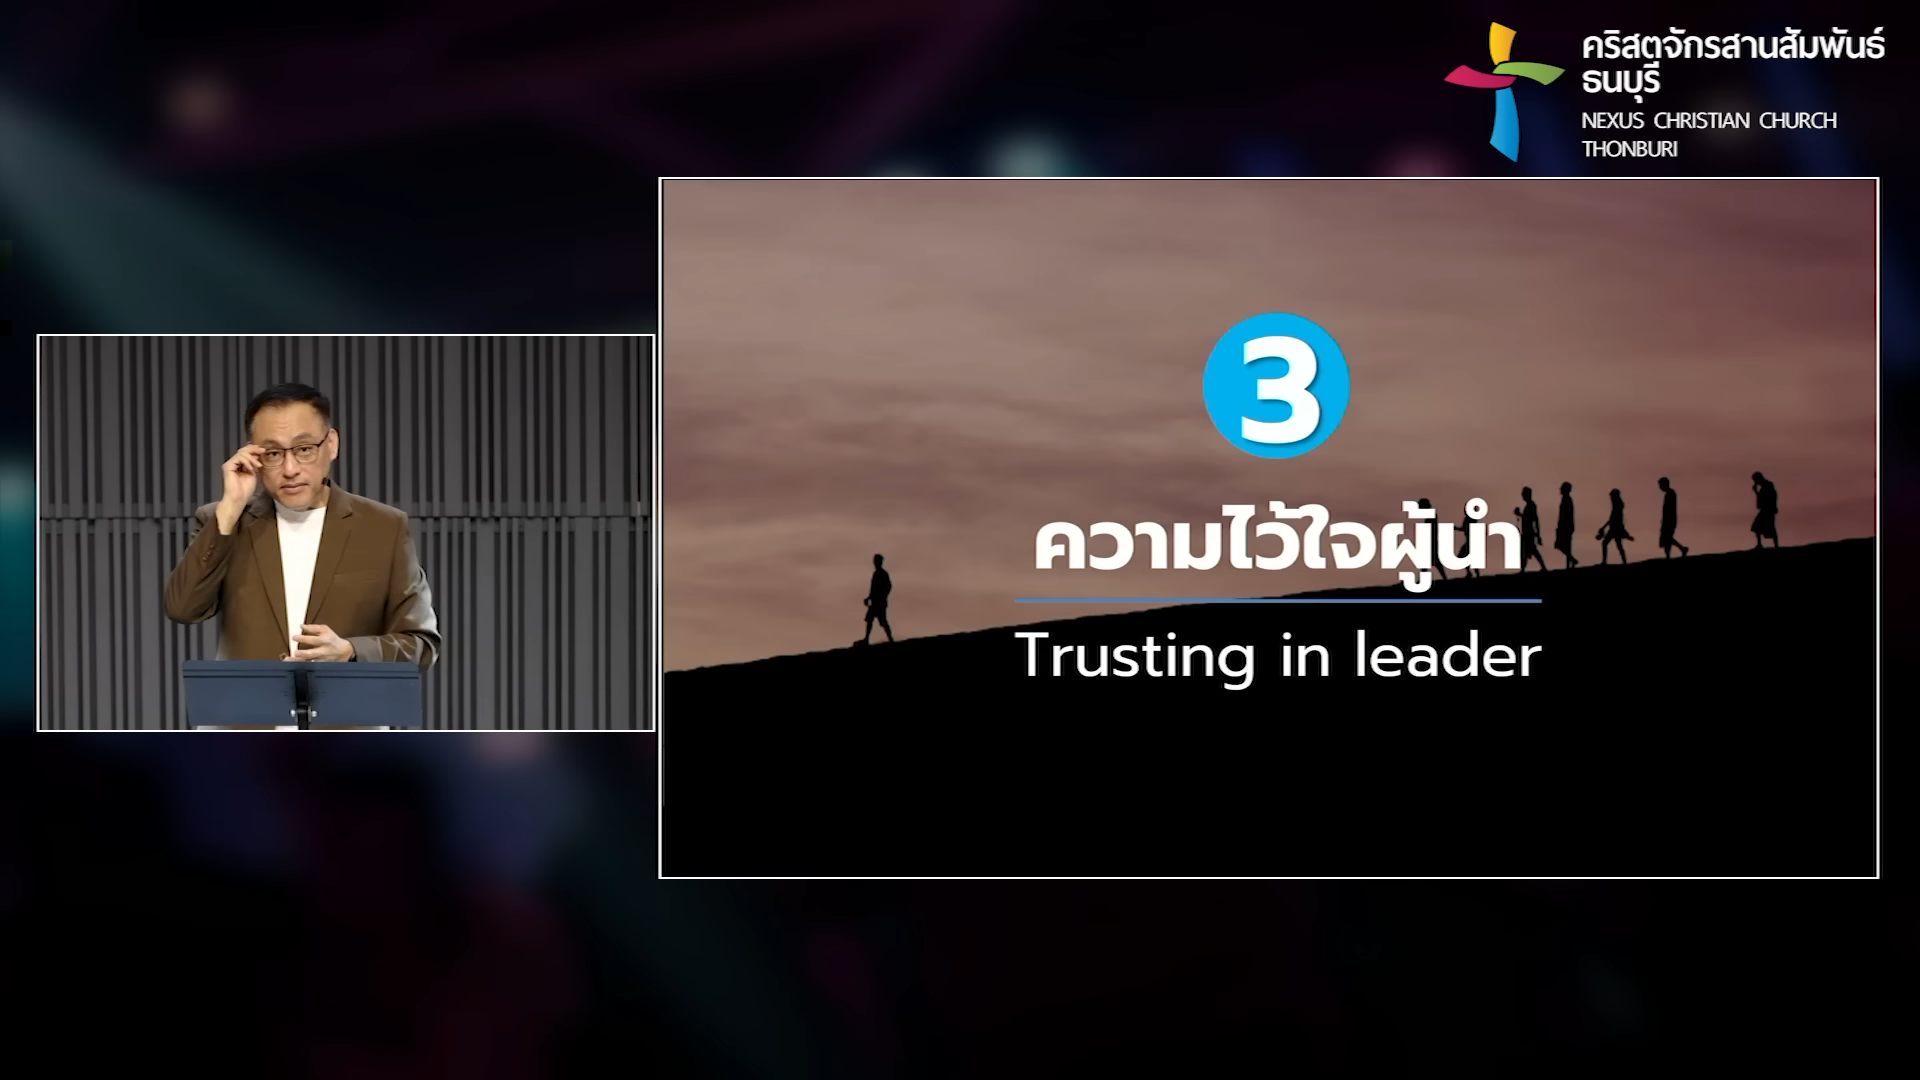 คริสตจักรสานสัมพันธ์
ธนบุรี
NEXUS CHRISTIAN CHURCH
THONBURI
3
ความไว้ใจผู้นำ
Trusting in leader